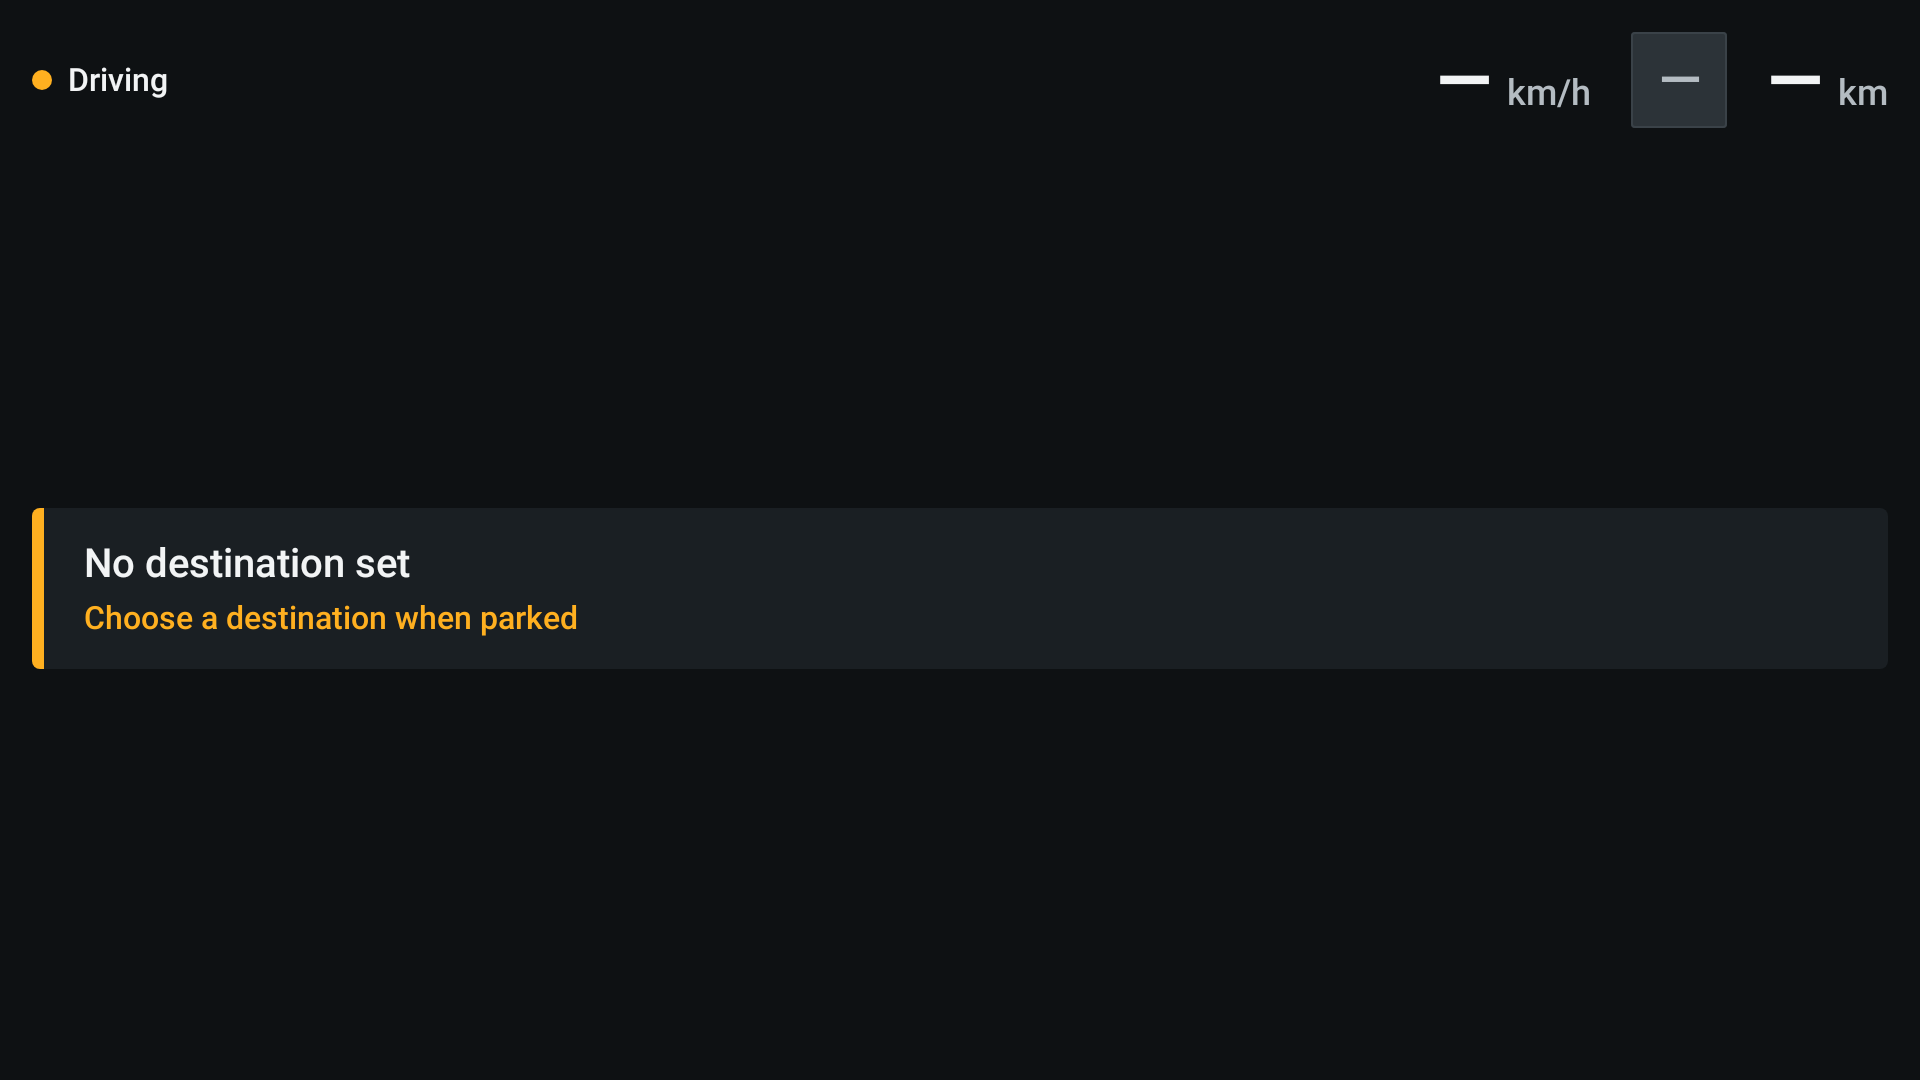 Driving
— km/h
—
— km
No destination set
Choose a destination when parked